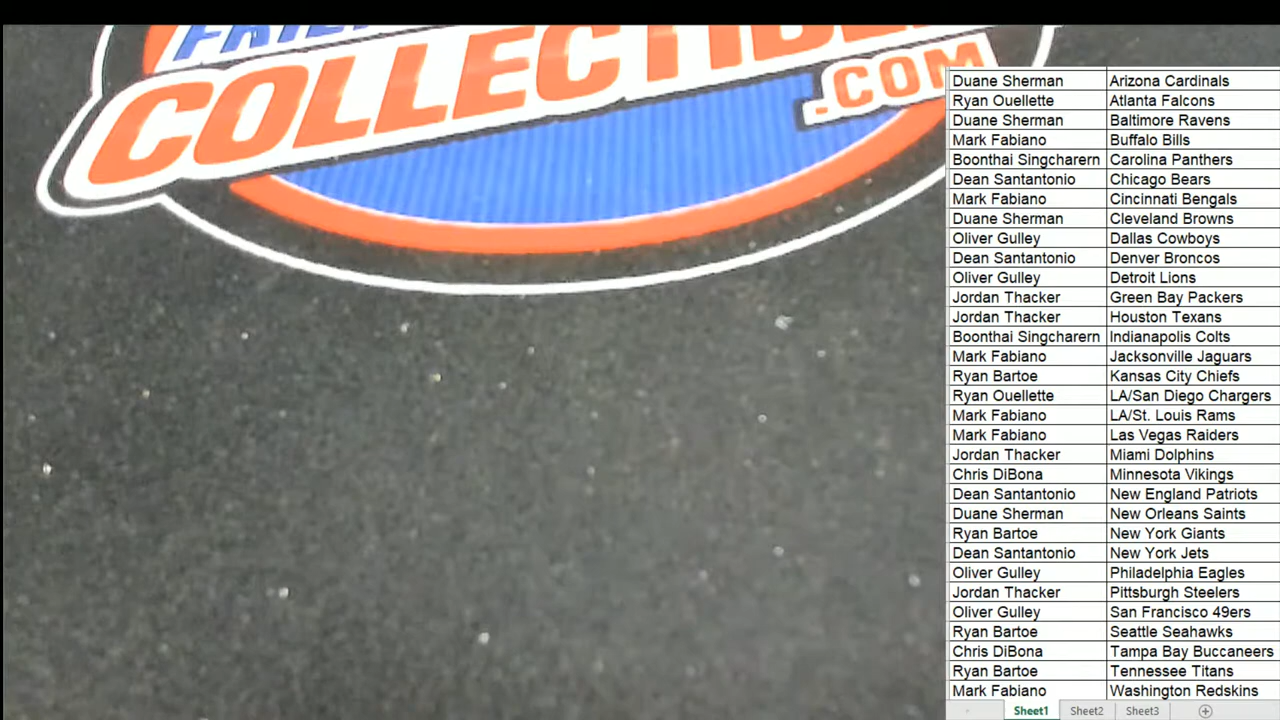 COLLECTIBLES
.COM
Duane Sherman Arizona Cardinals
Ryan Ouellette Atlanta Falcons
Duane Sherman Baltimore Ravens
Mark Fabiano Buffalo Bills
Boonthai Singcharern Carolina Panthers
Dean Santantonio Chicago Bears
Mark Fabiano Cincinnati Bengals
Duane Sherman Cleveland Browns
Oliver Gulley Dallas Cowboys
Dean Santantonio Denver Broncos
Oliver Gulley Detroit Lions
Jordan Thacker Green Bay Packers
Jordan Thacker Houston Texans
Boonthai Singcharern Indianapolis Colts
Mark Fabiano Jacksonville Jaguars
Ryan Bartoe Kansas City Chiefs
Ryan Ouellette LA/San Diego Chargers
Mark Fabiano LA/St. Louis Rams
Mark Fabiano Las Vegas Raiders
Jordan Thacker Miami Dolphins
Chris DiBona Minnesota Vikings
Dean Santantonio New England Patriots
Duane Sherman New Orleans Saints
Ryan Bartoe New York Giants
Dean Santantonio New York Jets
Oliver Gulley Philadelphia Eagles
Jordan Thacker Pittsburgh Steelers
Oliver Gulley San Francisco 49ers
Ryan Bartoe Seattle Seahawks
Chris DiBona Tampa Bay Buccaneers
Ryan Bartoe Tennessee Titans
Mark Fabiano Washington Redskins
Sheet1 Sheet2 Sheet3